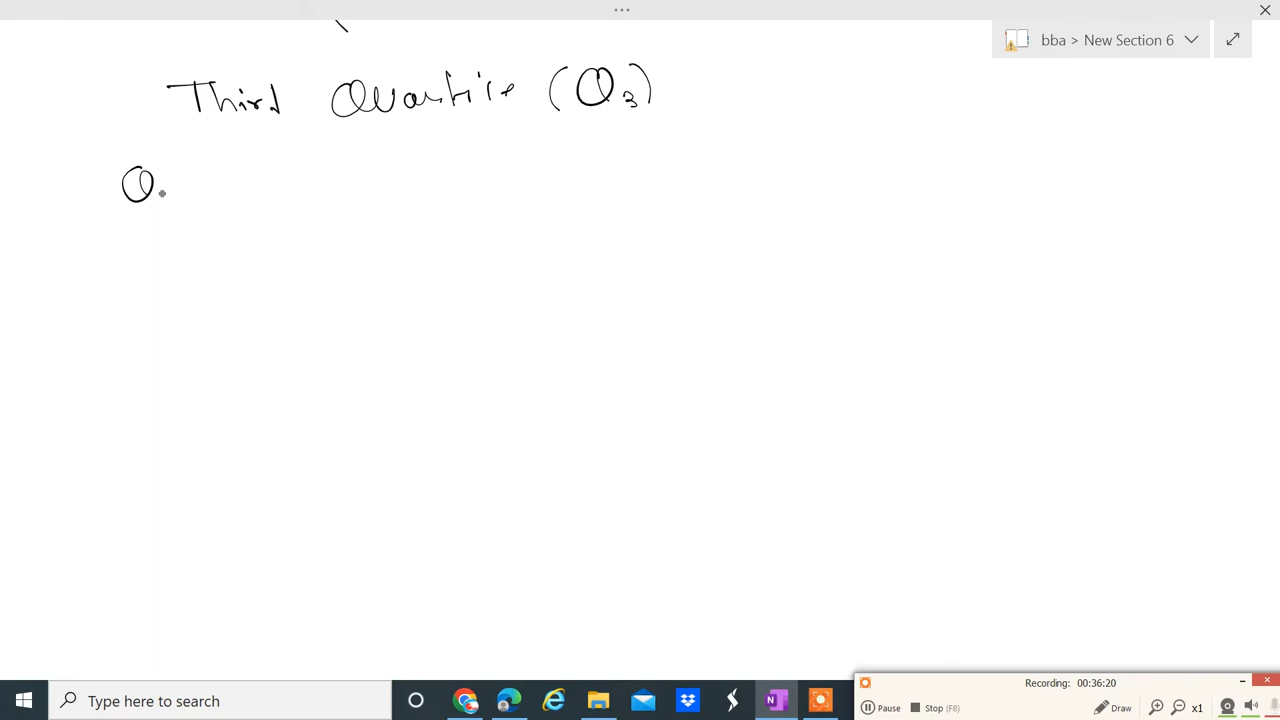 bba > New Section 6
Third Quartile (Q3)
Q
Type here to search
Recording: 00:36:20
Pause Stop (F8) Draw x1